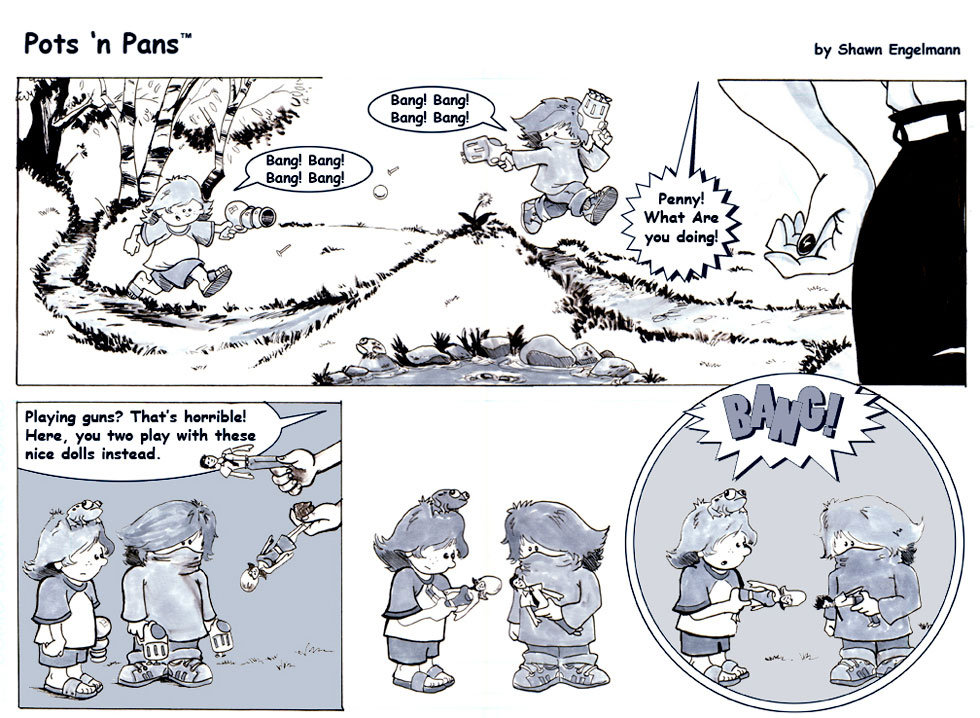 Pots ‘n Pans™
by Shawn Engelmann
Bang! Bang!
Bang! Bang!
Bang! Bang!
Bang! Bang!
Penny!
What Are
you doing!
Playing guns? That's horrible!
Here, you two play with these
nice dolls instead.
BANG!